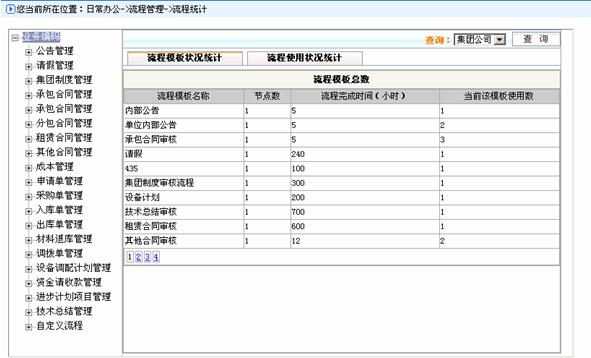 您当前所在位置：日常办公->流程管理->流程统计
业务编码
公告管理
请假管理
集团制度管理
承包合同管理
承包合同管理
分包合同管理
租赁合同管理
其他合同管理
成本管理
申请单管理
采购单管理
入库单管理
出库单管理
材料退库管理
调拨单管理
设备调配计划管理
资金请收款管理
进步计划项目管理
技术总结管理
自定义流程
查询：集团公司 查 询
流程模板状况统计 流程使用状况统计
流程模板总数
流程模板名称 节点数 流程完成时间（小时） 当前该模板使用数
内部公告 1 5 1
单位内部公告 1 5 2
承包合同审核 1 5 3
请假 1 240 1
435 1 100 1
集团制度审核流程 1 300 1
设备计划 1 200 1
技术总结审核 1 700 1
租赁合同审核 1 600 1
其他合同审核 1 12 2
1 2 3 4